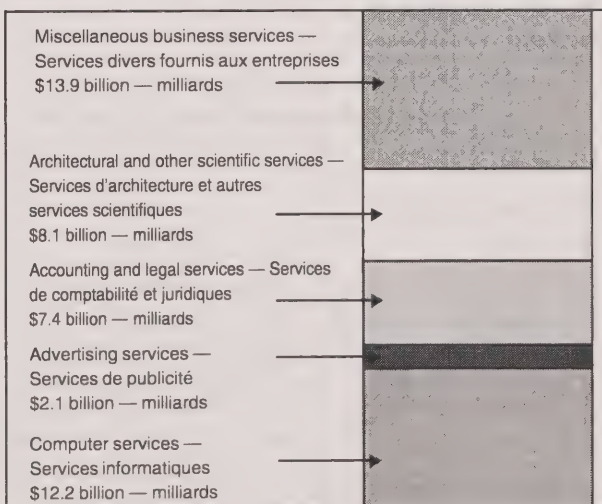 Miscellaneous business services —
Services divers fournis aux entreprises
$13.9 billion — milliards
Architectural and other scientific services —
Services d'architecture et autres
services scientifiques
$8.1 billion — milliards
Accounting and legal services — Services
de comptabilité et juridiques
$7.4 billion — milliards
Advertising services —
Services de publicité
$2.1 billion — milliards
Computer services —
Services informatiques
$12.2 billion — milliards